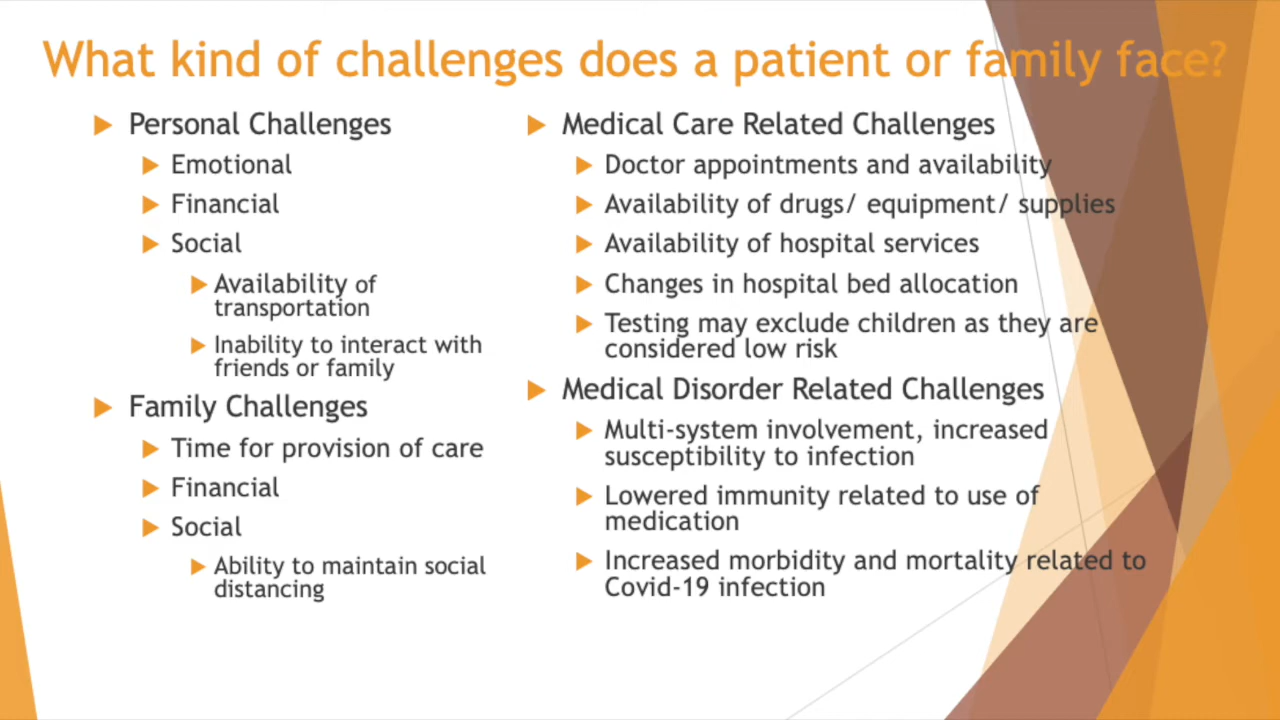 What kind of challenges does a patient or family face?
Personal Challenges
Emotional
Financial
Social
Availability of
transportation
Inability to interact with
friends or family
Family Challenges
Time for provision of care
Financial
Social
Ability to maintain social
distancing
Medical Care Related Challenges
Doctor appointments and availability
Availability of drugs/ equipment/ supplies
Availability of hospital services
Changes in hospital bed allocation
Testing may exclude children as they are
considered low risk
Medical Disorder Related Challenges
Multi-system involvement, increased
susceptibility to infection
Lowered immunity related to use of
medication
Increased morbidity and mortality related to
Covid-19 infection